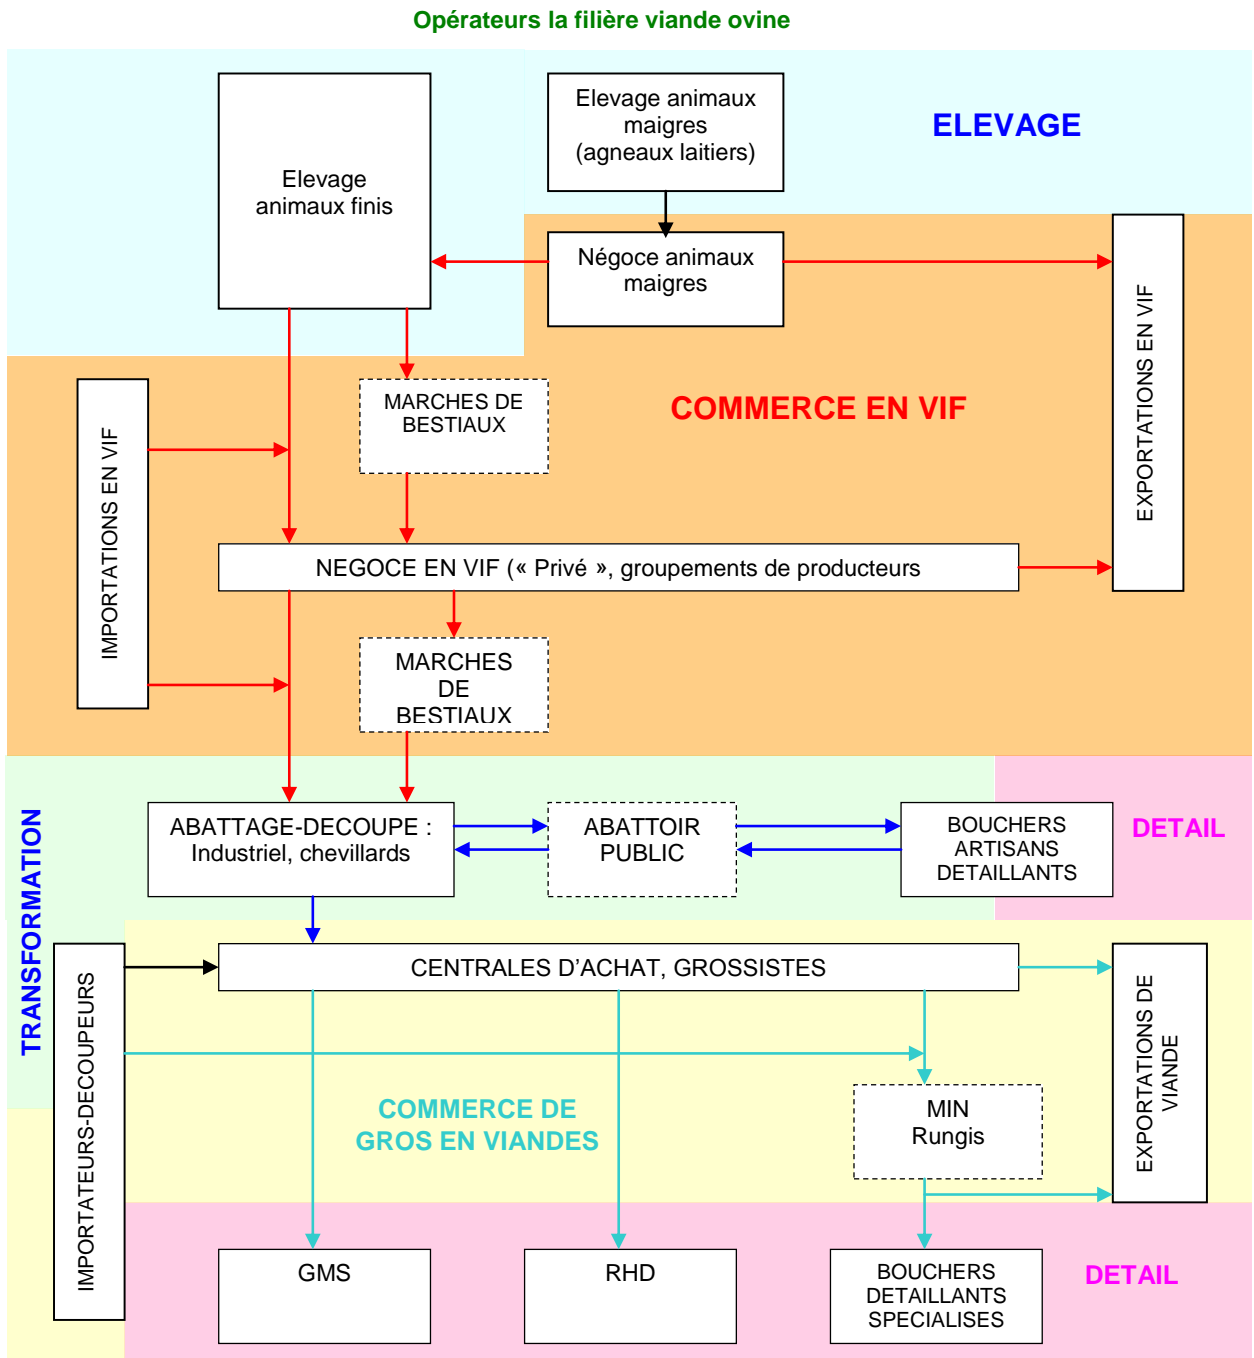 Opérateurs la filière viande ovine
Elevage animaux
maigres
(agneaux laitiers)
ELEVAGE
Elevage
animaux finis
Négoce animaux
maigres
EXPORTATIONS EN VIF
MARCHES DE
BESTIAUX
COMMERCE EN VIF
IMPORTATIONS EN VIF
NEGOCE EN VIF (« Privé », groupements de producteurs
MARCHES
DE
BESTIAUX
TRANSFORMATION
ABATTAGE-DECOUPE :
Industriel, chevillards
ABATTOIR
PUBLIC
BOUCHERS
ARTISANS
DETAILLANTS
DETAIL
IMPORTATEURS-DECOUPEURS
CENTRALES D'ACHAT, GROSSISTES
EXPORTATIONS DE
VIANDE
COMMERCE DE
GROS EN VIANDES
MIN
Rungis
GMS
RHD
BOUCHERS
DETAILLANTS
SPECIALISES
DETAIL